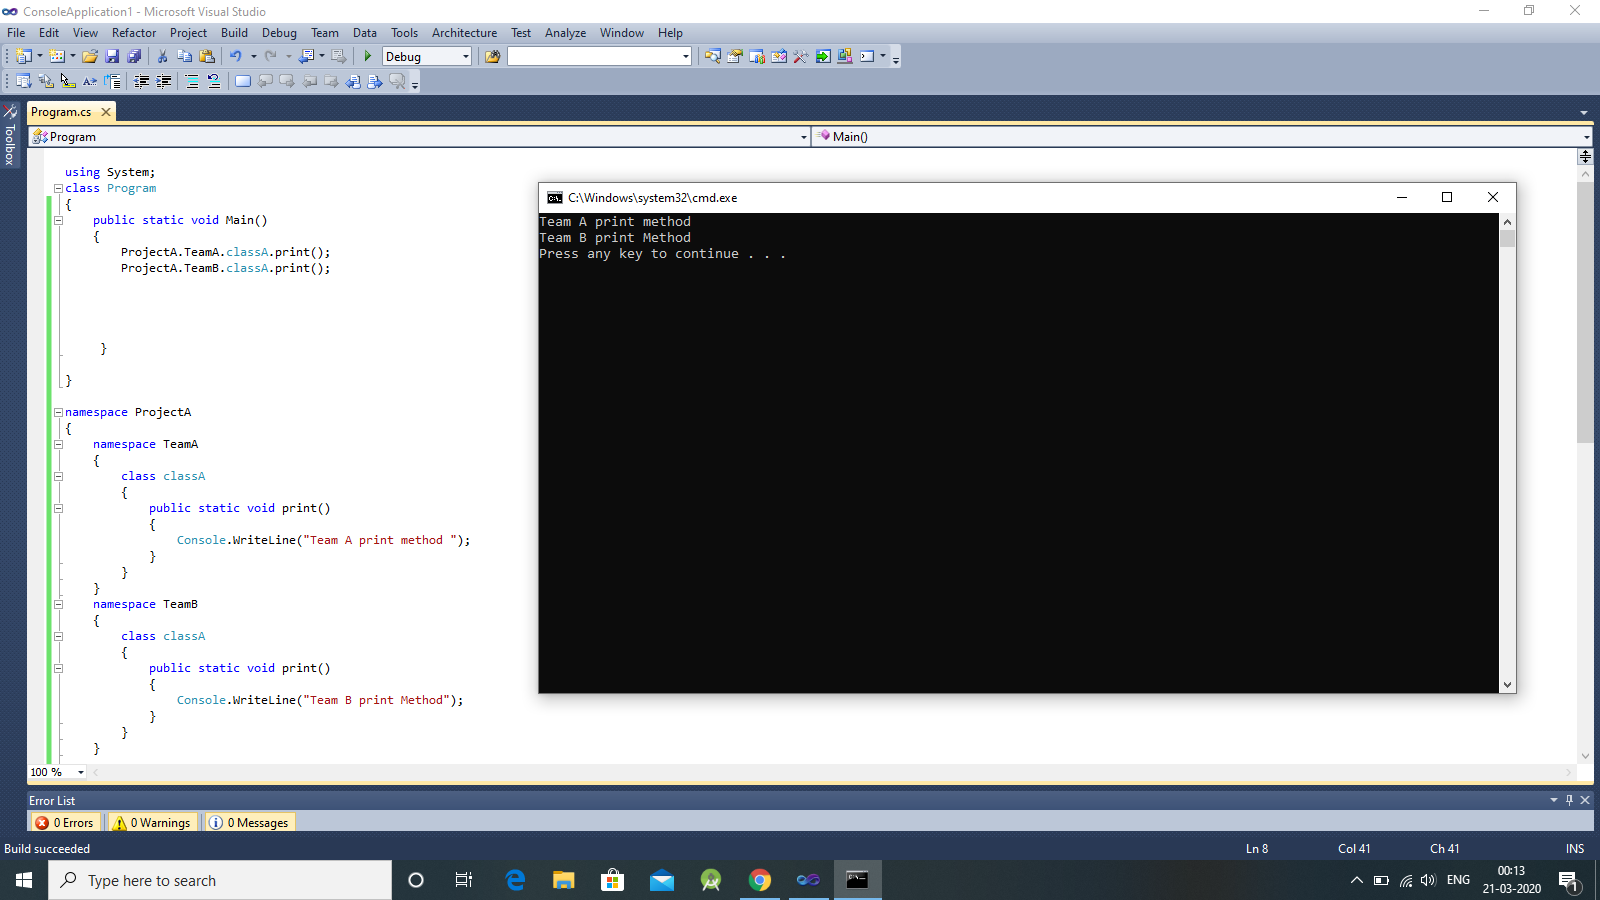 ConsoleApplication1 - Microsoft Visual Studio
File Edit View Refactor Project Build Debug Team Data Tools Architecture Test Analyze Window Help
Debug
Toolbox
Program.cs
Program
Main()
using System;
class Program
{
public static void Main()
{
ProjectA.TeamA.classA.print();
ProjectA.TeamB.classA.print();
}
}
namespace ProjectA
{
namespace TeamA
{
class classA
{
public static void print()
{
Console.WriteLine("Team A print method ");
}
}
}
namespace TeamB
{
class classA
{
public static void print()
{
Console.WriteLine("Team B print Method");
}
}
}
C:\Windows\system32\cmd.exe
Team A print method
Team B print Method
Press any key to continue . . .
100 %
Error List
0 Errors 0 Warnings 0 Messages
Build succeeded Ln 8 Col 41 Ch 41 INS
Type here to search
ENG
00:13
21-03-2020
1